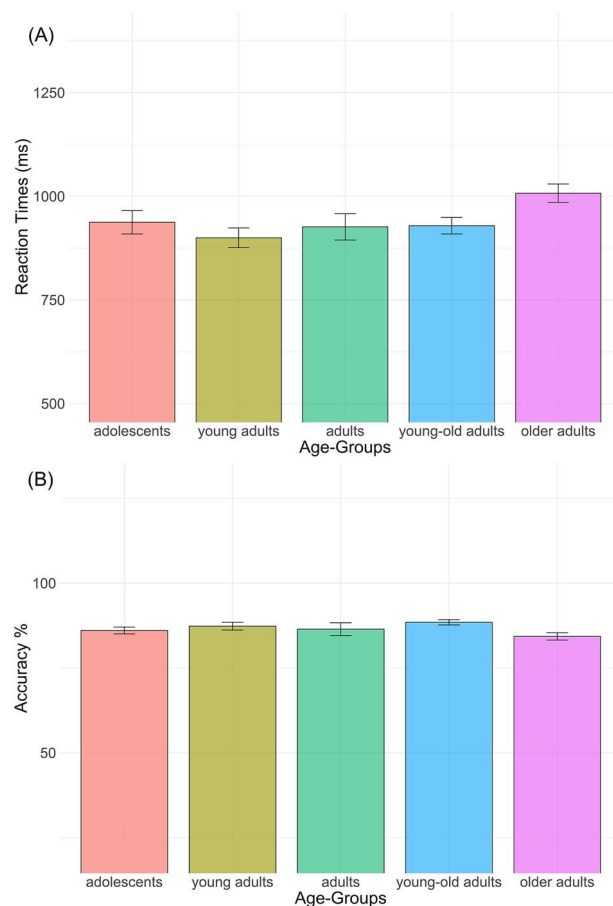 (A)
1250
1000
750
500
Reaction Times (ms)
adolescents young adults adults young-old adults older adults
Age-Groups
(B)
100
50
Accuracy %
adolescents young adults adults young-old adults older adults
Age-Groups